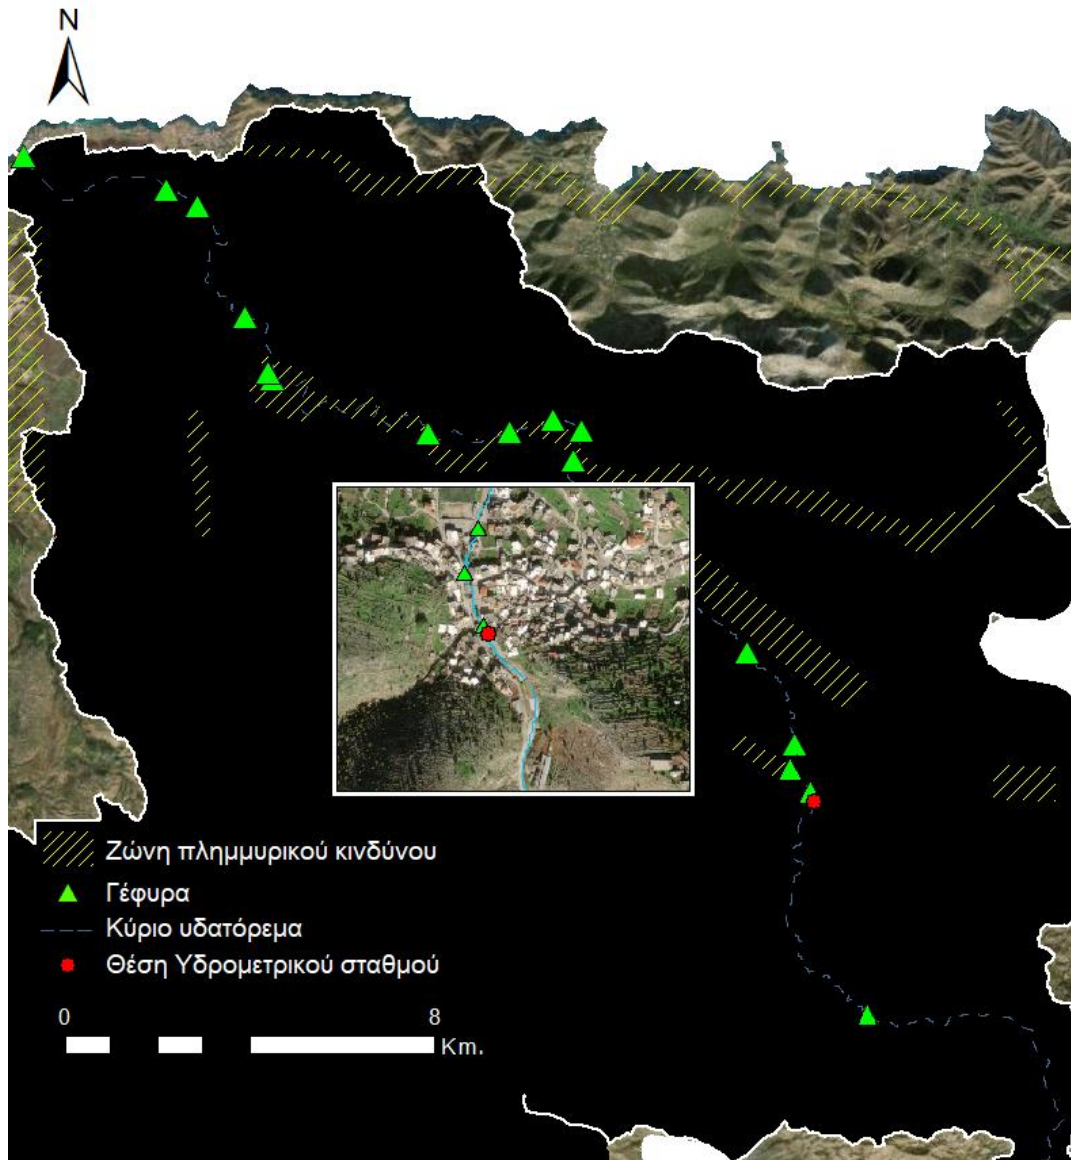 N
Ζώνη πλημμυρικού κινδύνου
Γέφυρα
Κύριο υδατόρεμα
Θέση Υδρομετρικού σταθμού
0 8
Km.